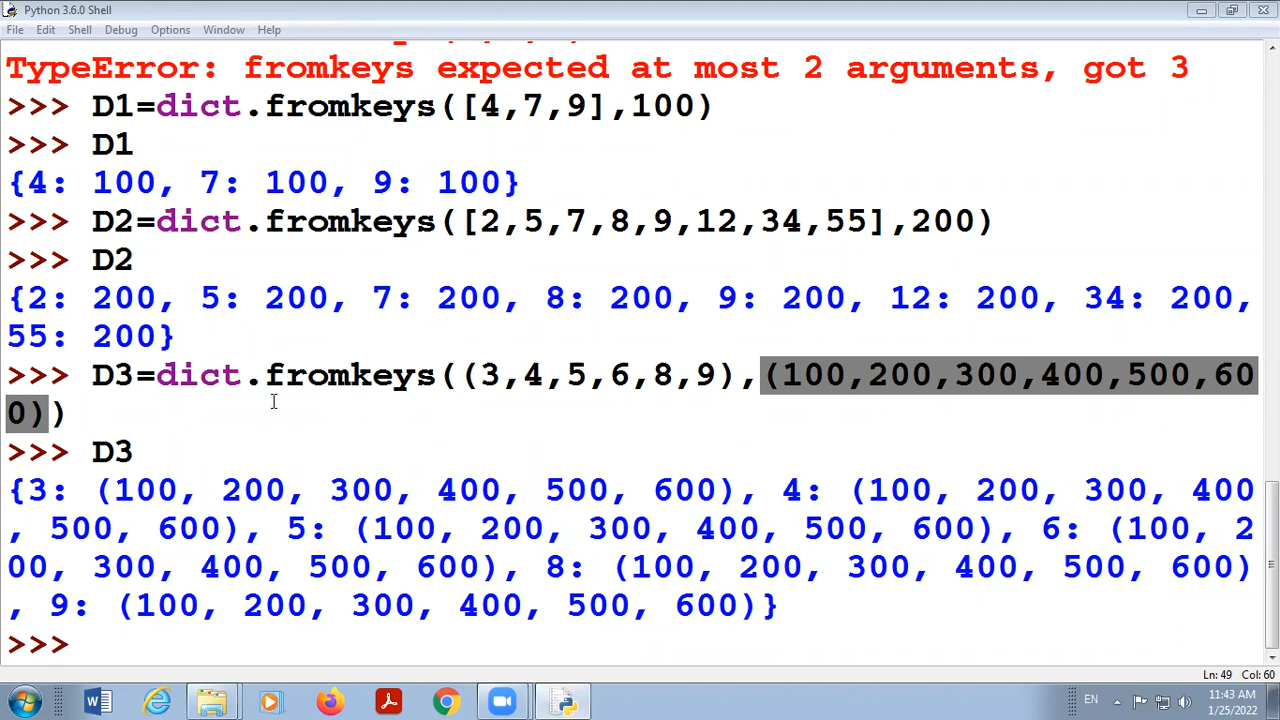 Python 3.6.0 Shell
File Edit Shell Debug Options Window Help
TypeError: fromkeys expected at most 2 arguments, got 3
>>> D1=dict.fromkeys([4,7,9],100)
>>> D1
{4: 100, 7: 100, 9: 100}
>>> D2=dict.fromkeys([2,5,7,8,9,12,34,55],200)
>>> D2
{2: 200, 5: 200, 7: 200, 8: 200, 9: 200, 12: 200, 34: 200,
55: 200}
>>> D3=dict.fromkeys((3,4,5,6,8,9),(100,200,300,400,500,60
0))
>>> D3
{3: (100, 200, 300, 400, 500, 600), 4: (100, 200, 300, 400
, 500, 600), 5: (100, 200, 300, 400, 500, 600), 6: (100, 2
00, 300, 400, 500, 600), 8: (100, 200, 300, 400, 500, 600)
, 9: (100, 200, 300, 400, 500, 600)}
>>>
Ln: 49 Col: 60
EN
11:43 AM
1/25/2022